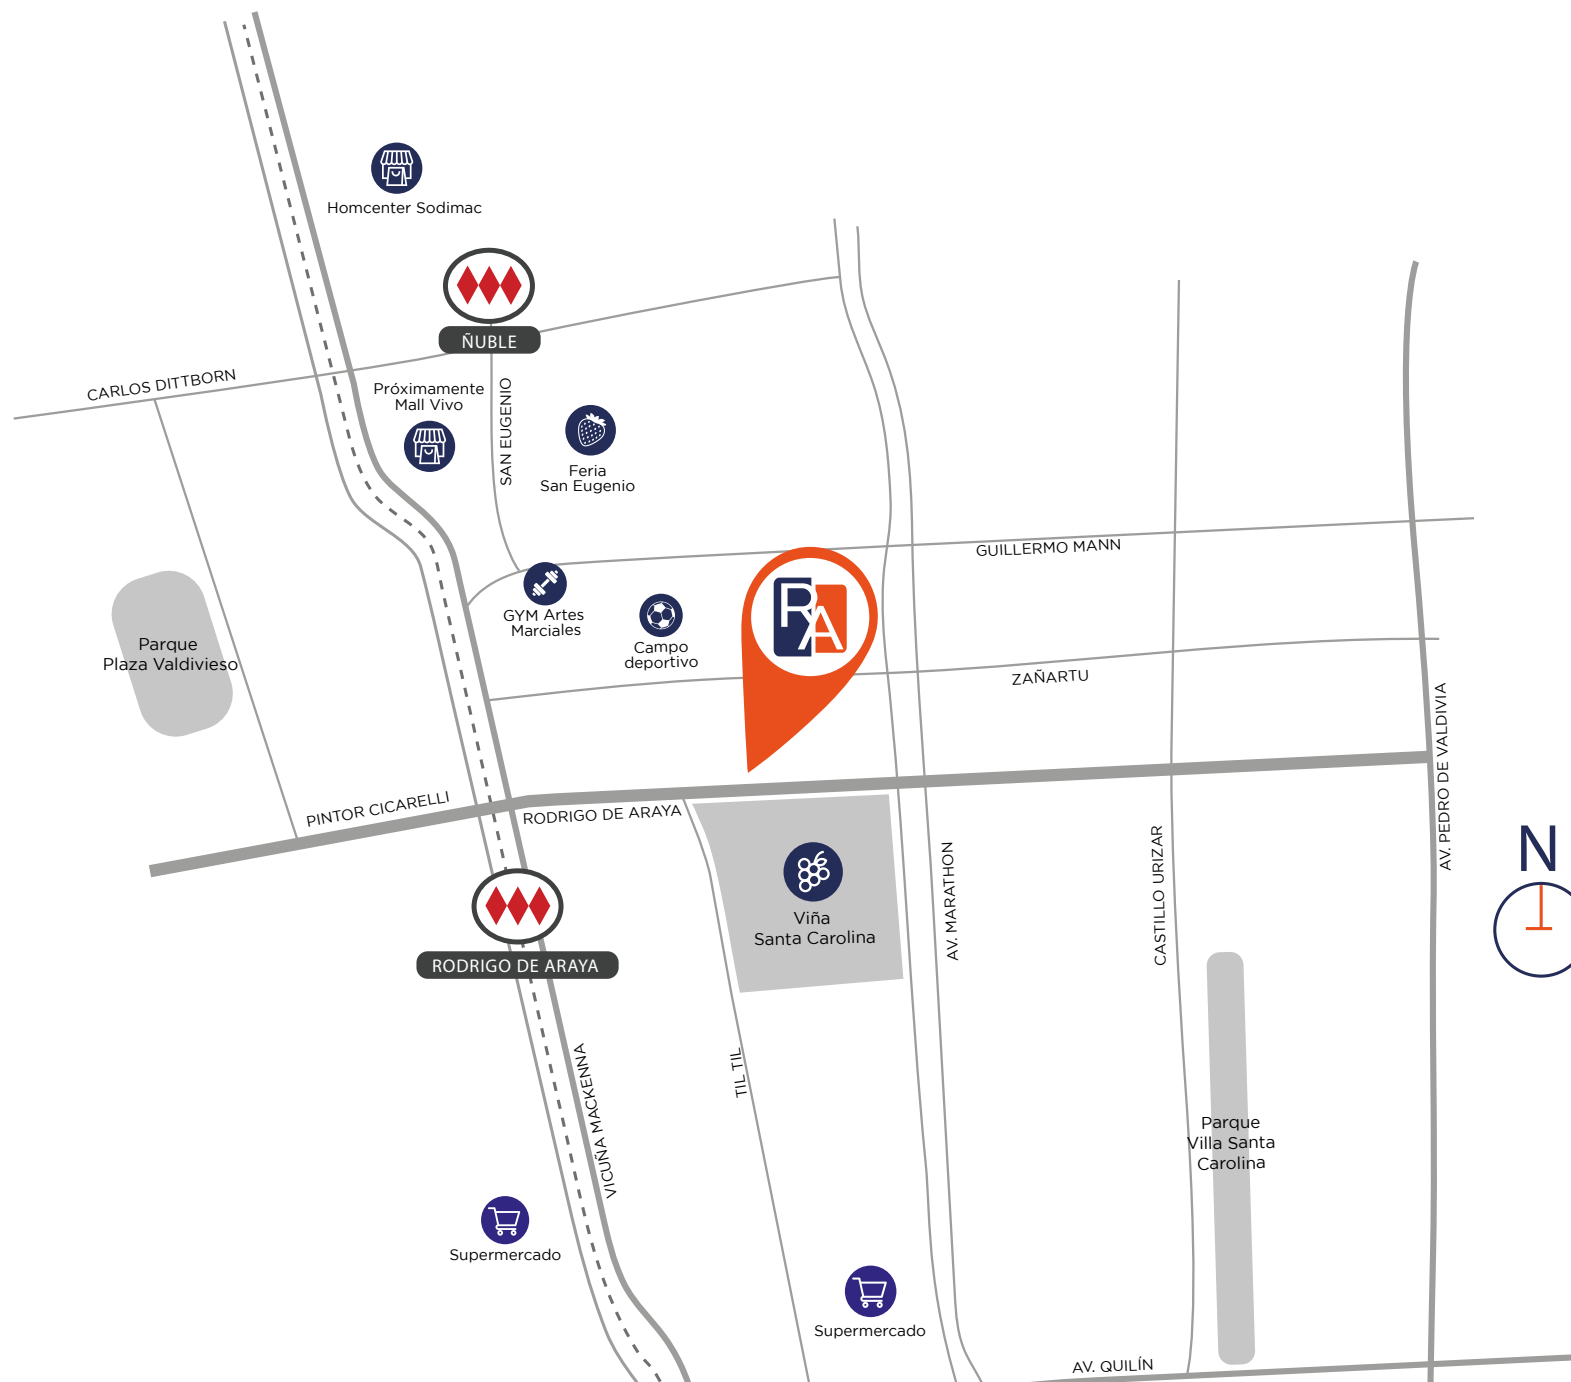 Homcenter Sodimac
ÑUBLE
CARLOS DITTBORN
Próximamente
Mall Vivo
SAN EUGENIO
Feria
San Eugenio
GUILLERMO MANN
RA
GYM Artes
Marciales
Campo
deportivo
Parque
Plaza Valdivieso
ZAÑARTU
AV. PEDRO DE VALDIVIA
PINTOR CICARELLI
RODRIGO DE ARAYA
N
AV. MARATHON
CASTILLO URIZAR
Viña
Santa Carolina
RODRIGO DE ARAYA
VICUÑA MACKENNA
TIL TIL
Parque
Villa Santa
Carolina
Supermercado
Supermercado
AV. QUILÍN